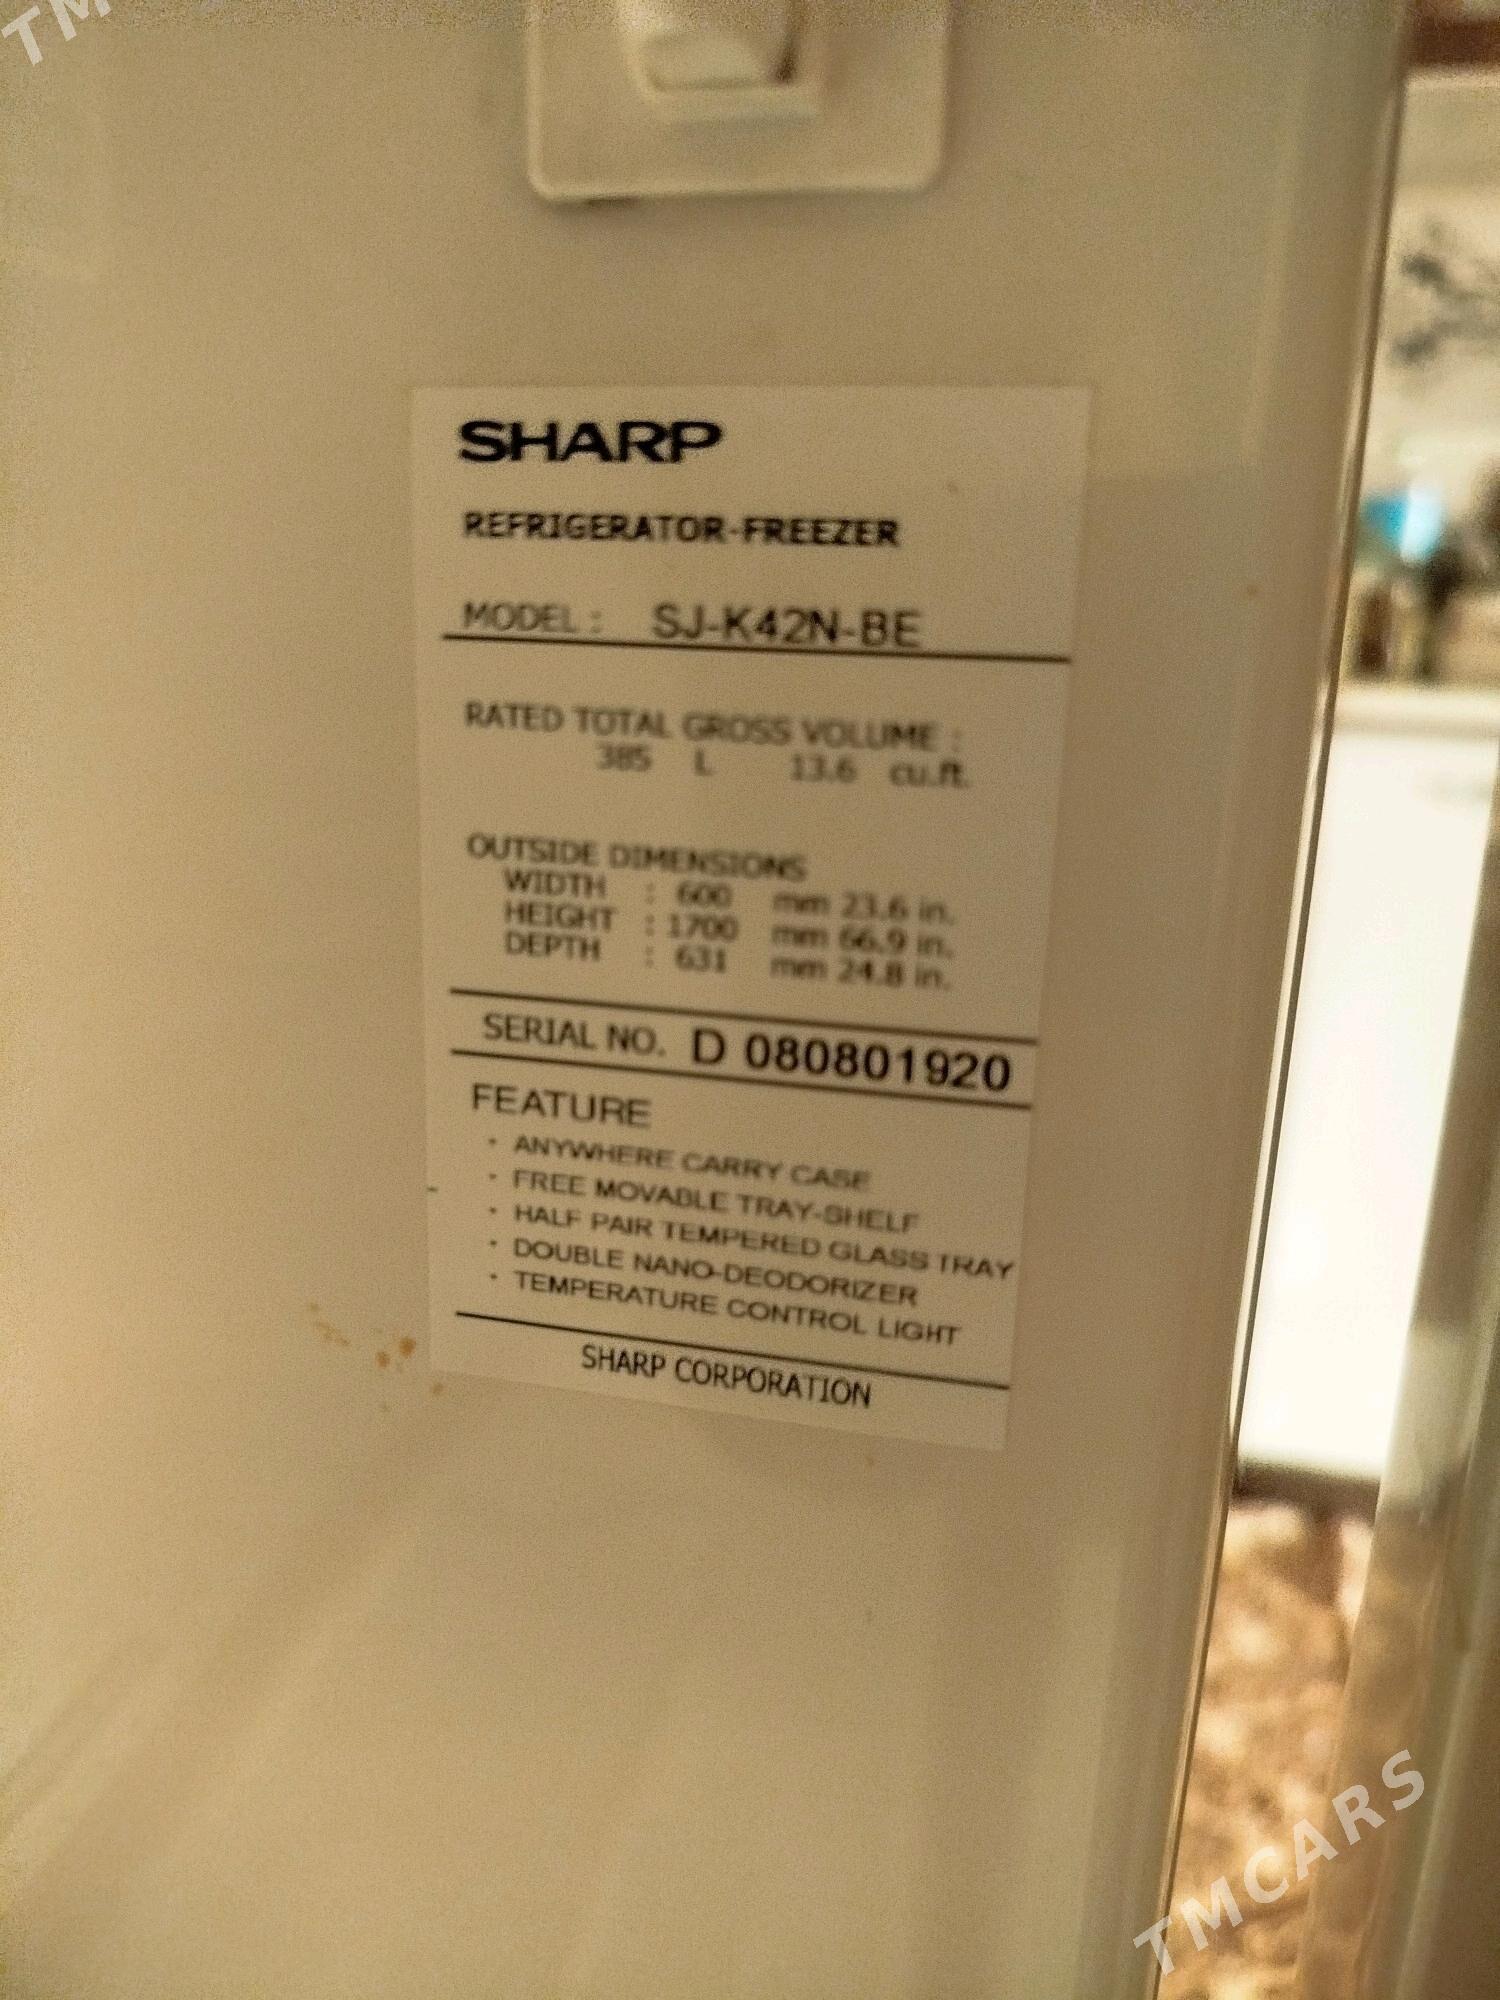 TM
SHARP
REFRIGERATOR-FREEZER
MODEL : SJ-K42N-BE
RATED TOTAL GROSS VOLUME :
385 L 13.6 cu.ft.
OUTSIDE DIMENSIONS
WIDTH : 600 mm 23.6 in.
HEIGHT : 1700 mm 66.9 in.
DEPTH : 631 mm 24.8 in.
SERIAL NO. D 080801920
FEATURE
· ANYWHERE CARRY CASE
· FREE MOVABLE TRAY-SHELF
· HALF PAIR TEMPERED GLASS TRAY
· DOUBLE NANO-DEODORIZER
· TEMPERATURE CONTROL LIGHT
SHARP CORPORATION
TMCARS